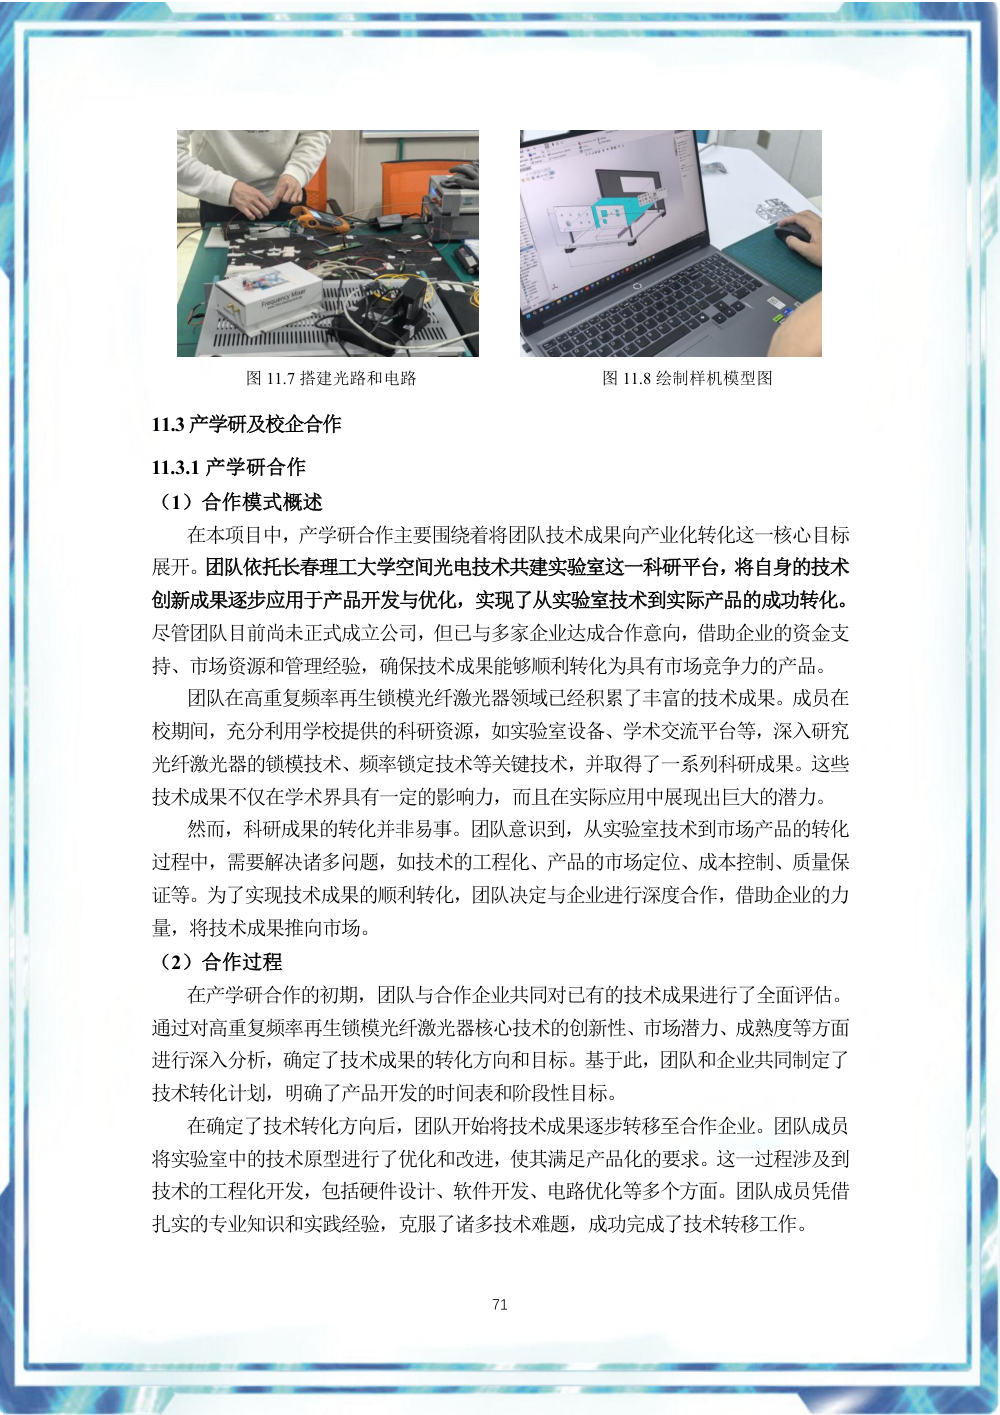 Frequency Mixer
图 11.7 搭建光路和电路
图 11.8 绘制样机模型图
11.3 产学研及校企合作
11.3.1 产学研合作
（1）合作模式概述
在本项目中，产学研合作主要围绕着将团队技术成果向产业化转化这一核心目标
展开。团队依托长春理工大学空间光电技术共建实验室这一科研平台，将自身的技术
创新成果逐步应用于产品开发与优化，实现了从实验室技术到实际产品的成功转化。
尽管团队目前尚未正式成立公司，但已与多家企业达成合作意向，借助企业的资金支
持、市场资源和管理经验，确保技术成果能够顺利转化为具有市场竞争力的产品。
团队在高重复频率再生锁模光纤激光器领域已经积累了丰富的技术成果。成员在
校期间，充分利用学校提供的科研资源，如实验室设备、学术交流平台等，深入研究
光纤激光器的锁模技术、频率锁定技术等关键技术，并取得了一系列科研成果。这些
技术成果不仅在学术界具有一定的影响力，而且在实际应用中展现出巨大的潜力。
然而，科研成果的转化并非易事。团队意识到，从实验室技术到市场产品的转化
过程中，需要解决诸多问题，如技术的工程化、产品的市场定位、成本控制、质量保
证等。为了实现技术成果的顺利转化，团队决定与企业进行深度合作，借助企业的力
量，将技术成果推向市场。
（2）合作过程
在产学研合作的初期，团队与合作企业共同对已有的技术成果进行了全面评估。
通过对高重复频率再生锁模光纤激光器核心技术的创新性、市场潜力、成熟度等方面
进行深入分析，确定了技术成果的转化方向和目标。基于此，团队和企业共同制定了
技术转化计划，明确了产品开发的时间表和阶段性目标。
在确定了技术转化方向后，团队开始将技术成果逐步转移至合作企业。团队成员
将实验室中的技术原型进行了优化和改进，使其满足产品化的要求。这一过程涉及到
技术的工程化开发，包括硬件设计、软件开发、电路优化等多个方面。团队成员凭借
扎实的专业知识和实践经验，克服了诸多技术难题，成功完成了技术转移工作。
71